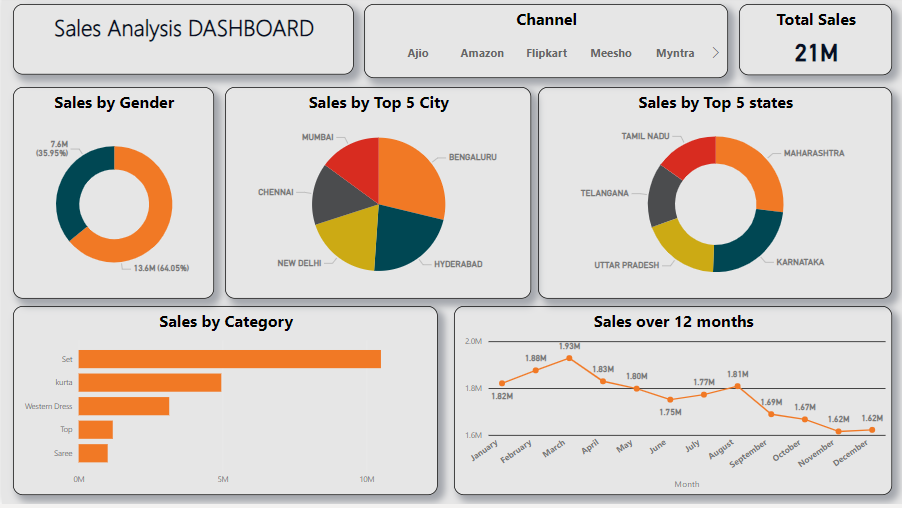 Sales Analysis DASHBOARD
Channel
Ajio Amazon Flipkart Meesho Myntra
Total Sales
21M
Sales by Gender
7.6M
(35.95%)
13.6M (64.05%)
Sales by Top 5 City
MUMBAI
BENGALURU
CHENNAI
NEW DELHI
HYDERABAD
Sales by Top 5 states
TAMIL NADU
MAHARASHTRA
TELANGANA
UTTAR PRADESH
KARNATAKA
Sales by Category
Set
kurta
Western Dress
Top
Saree
0M 5M 10M
Sales over 12 months
2.0M
1.8M
1.6M
1.82M
1.88M
1.93M
1.83M
1.80M
1.75M
1.77M
1.81M
1.69M
1.67M
1.62M
1.62M
January February March April May June July August September October November December
Month